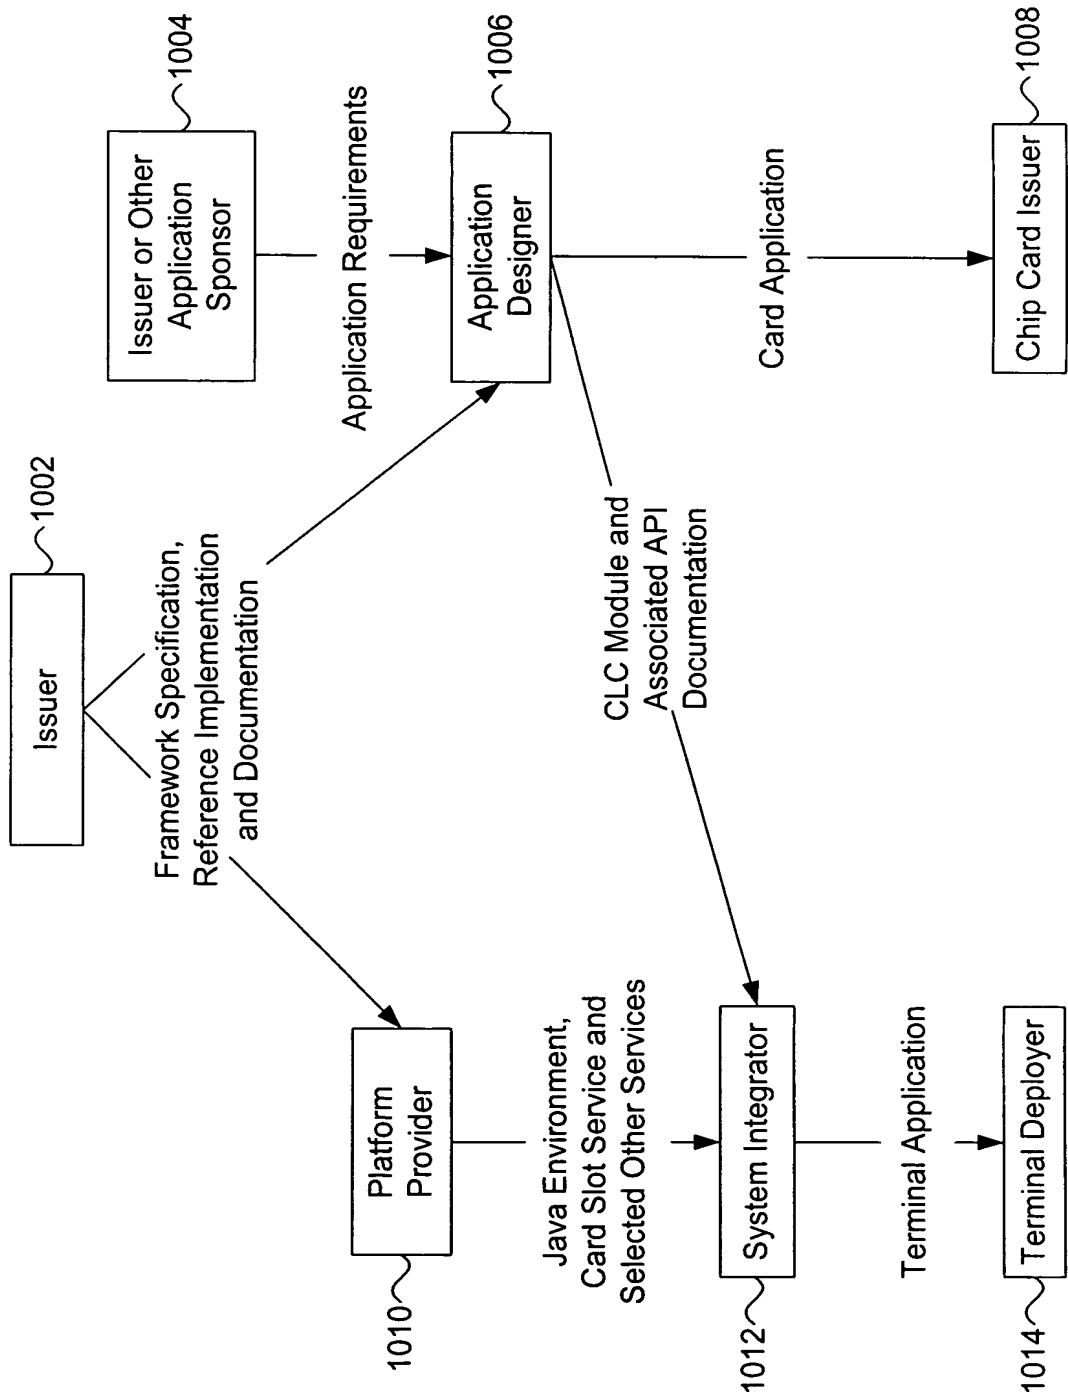 Issuer
1002
Issuer or Other
Application
Sponsor
1004
Framework Specification,
Reference Implementation
and Documentation
Application Requirements
Platform
Provider
1010
Application
Designer
1006
Java Environment,
Card Slot Service and
Selected Other Services
CLC Module and
Associated API
Documentation
Card Application
System Integrator
1012
Terminal Application
Terminal Deployer
1014
Chip Card Issuer
1008